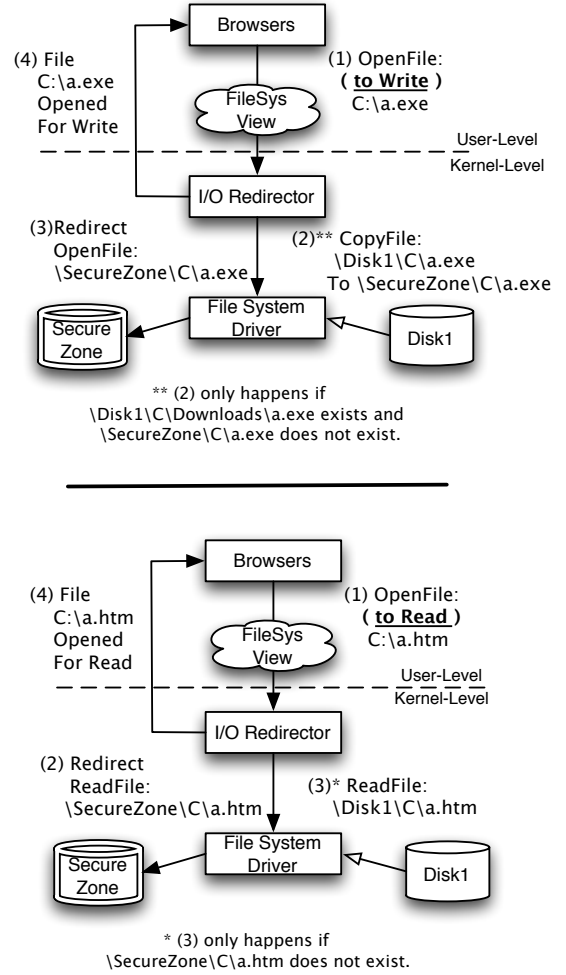 Browsers
(4) File
C:\a.exe
Opened
For Write
(1) OpenFile:
( to Write )
C:\a.exe
FileSys
View
User-Level
Kernel-Level
I/O Redirector
(3)Redirect
OpenFile:
\SecureZone\C\a.exe
(2)** CopyFile:
\Disk1\C\a.exe
To \SecureZone\C\a.exe
File System
Driver
Secure
Zone
Disk1
** (2) only happens if
\Disk1\C\Downloads\a.exe exists and
\SecureZone\C\a.exe does not exist.
Browsers
(4) File
C:\a.htm
Opened
For Read
(1) OpenFile:
( to Read )
C:\a.htm
FileSys
View
User-Level
Kernel-Level
I/O Redirector
(2) Redirect
ReadFile:
\SecureZone\C\a.htm
(3)* ReadFile:
\Disk1\C\a.htm
File System
Driver
Secure
Zone
Disk1
* (3) only happens if
\SecureZone\C\a.htm does not exist.